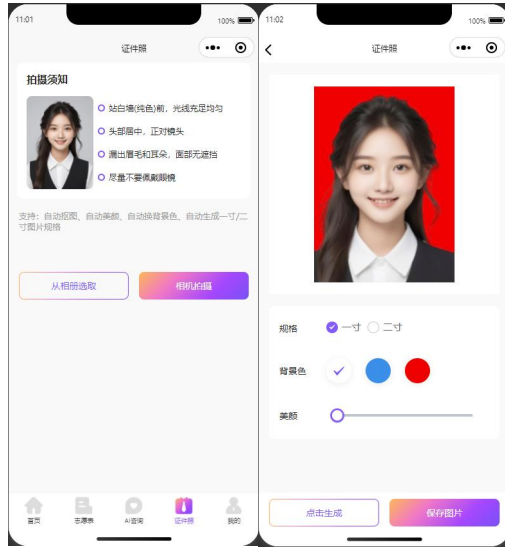 11:01
100%
证件照
拍摄须知
站白墙(纯色)前，光线充足均匀
头部居中，正对镜头
漏出眉毛和耳朵，面部无遮挡
尽量不要佩戴眼镜
支持：自动抠图、自动美颜、自动换背景色、自动生成一寸/二
寸图片规格
从相册选取
相机拍摄
首页
志愿表
AI咨询
证件照
我的
11:02
100%
证件照
规格
一寸
二寸
背景色
美颜
点击生成
保存图片